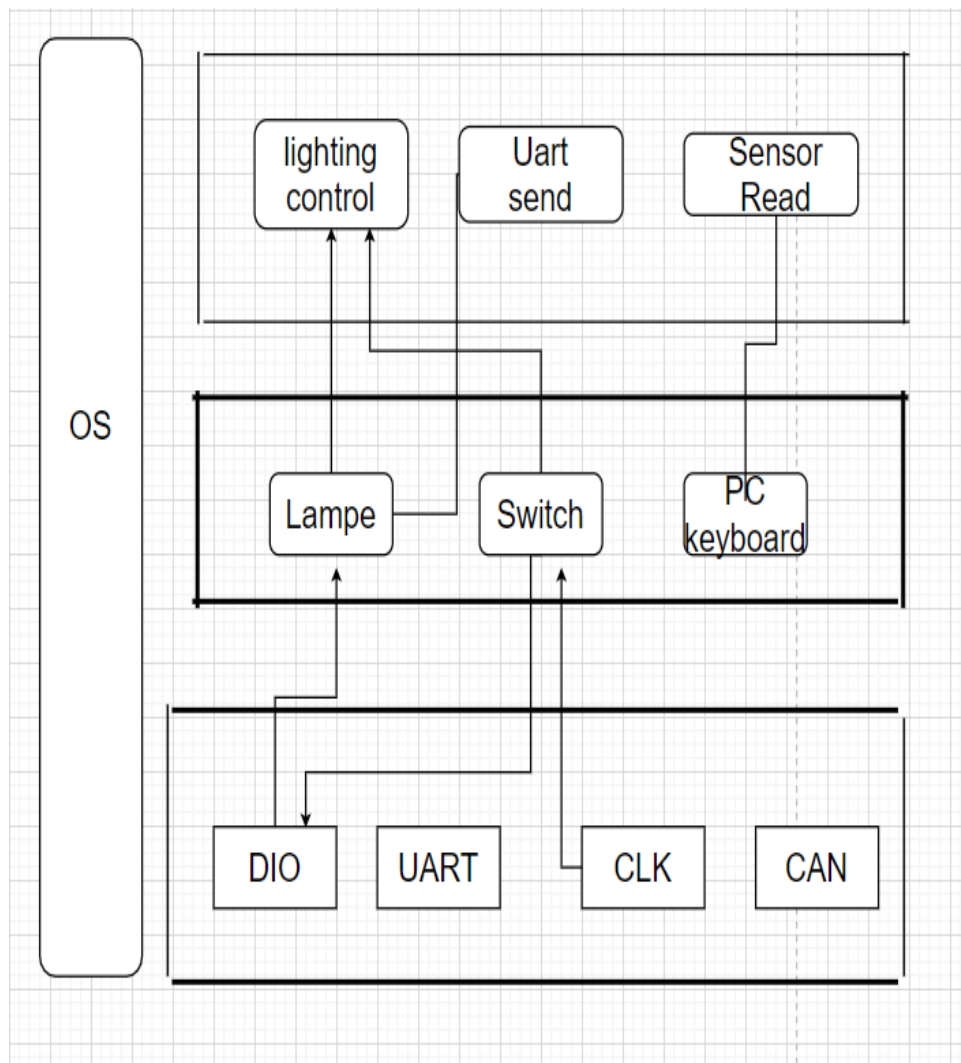 lighting
control
Uart
send
Sensor
Read
OS
Lampe
Switch
PC
keyboard
DIO
UART
CLK
CAN